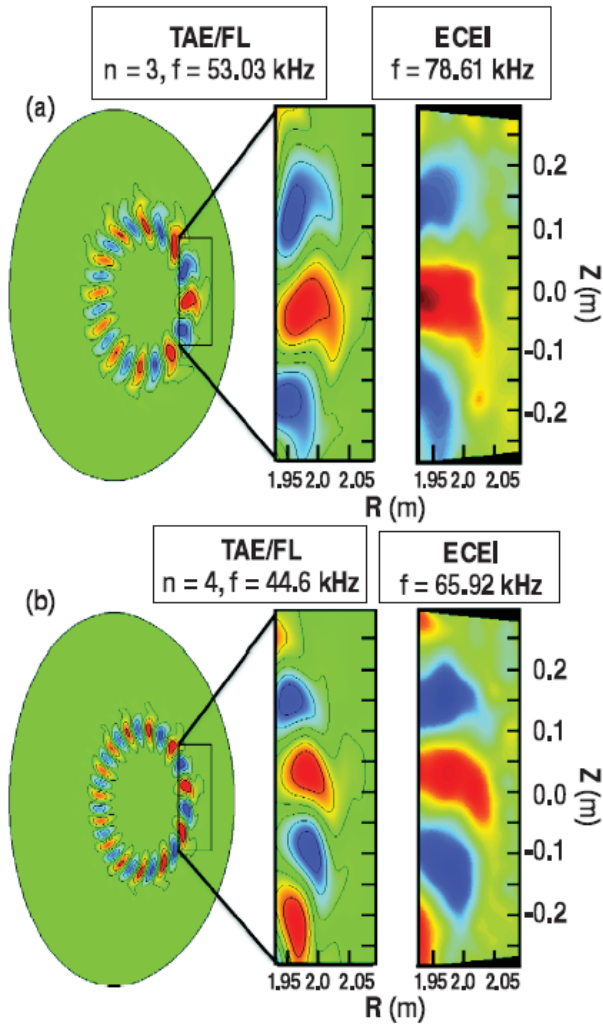 TAE/FL
n = 3, f = 53.03 kHz
ECEI
f = 78.61 kHz
(a)
0.2
0.1
0.0
-0.1
-0.2
Z (m)
1.95 2.0 2.05
1.95 2.0 2.05
R (m)
TAE/FL
n = 4, f = 44.6 kHz
ECEI
f = 65.92 kHz
(b)
0.2
0.1
0.0
-0.1
-0.2
Z (m)
1.95 2.0 2.05
1.95 2.0 2.05
R (m)